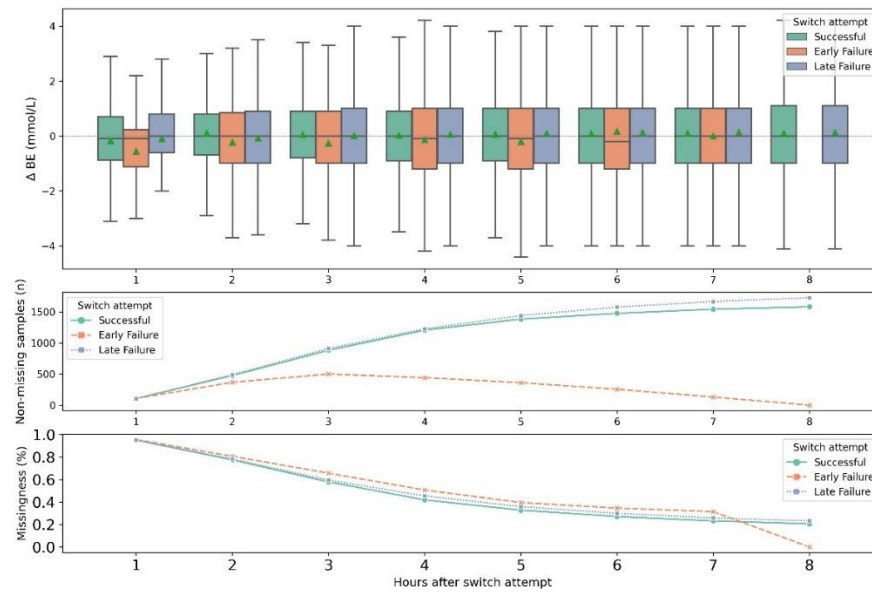 Δ BE (mmol/L)
4
2
0
−2
−4
Switch attempt
Successful
Early Failure
Late Failure
1 2 3 4 5 6 7 8
Non-missing samples (n)
1500
1000
500
0
Switch attempt
Successful
Early Failure
Late Failure
1 2 3 4 5 6 7 8
Missingness (%)
1.0
0.8
0.6
0.4
0.2
0.0
Switch attempt
Successful
Early Failure
Late Failure
1 2 3 4 5 6 7 8
Hours after switch attempt